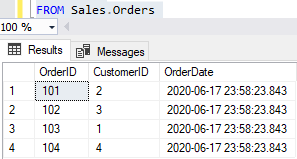 FROM Sales.Orders
100 %
Results Messages
OrderID CustomerID OrderDate
1 101 2 2020-06-17 23:58:23.843
2 102 3 2020-06-17 23:58:23.843
3 103 1 2020-06-17 23:58:23.843
4 104 4 2020-06-17 23:58:23.843